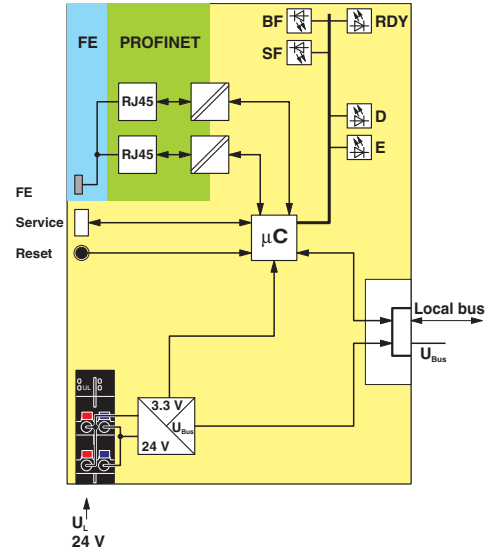 FE PROFINET
BF RDY
SF
RJ45
D
RJ45
E
FE
Service
μC
Reset
Local bus
UBus
UL
3.3 V
UBus
24 V
UL
24 V